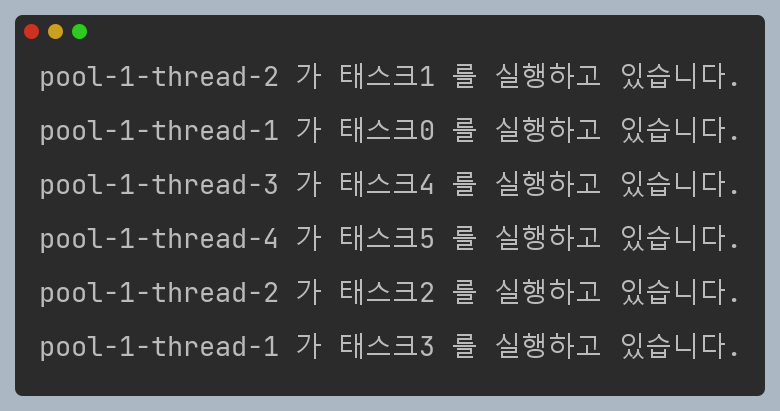 pool-1-thread-2 가 태스크1 를 실행하고 있습니다.
pool-1-thread-1 가 태스크0 를 실행하고 있습니다.
pool-1-thread-3 가 태스크4 를 실행하고 있습니다.
pool-1-thread-4 가 태스크5 를 실행하고 있습니다.
pool-1-thread-2 가 태스크2 를 실행하고 있습니다.
pool-1-thread-1 가 태스크3 를 실행하고 있습니다.